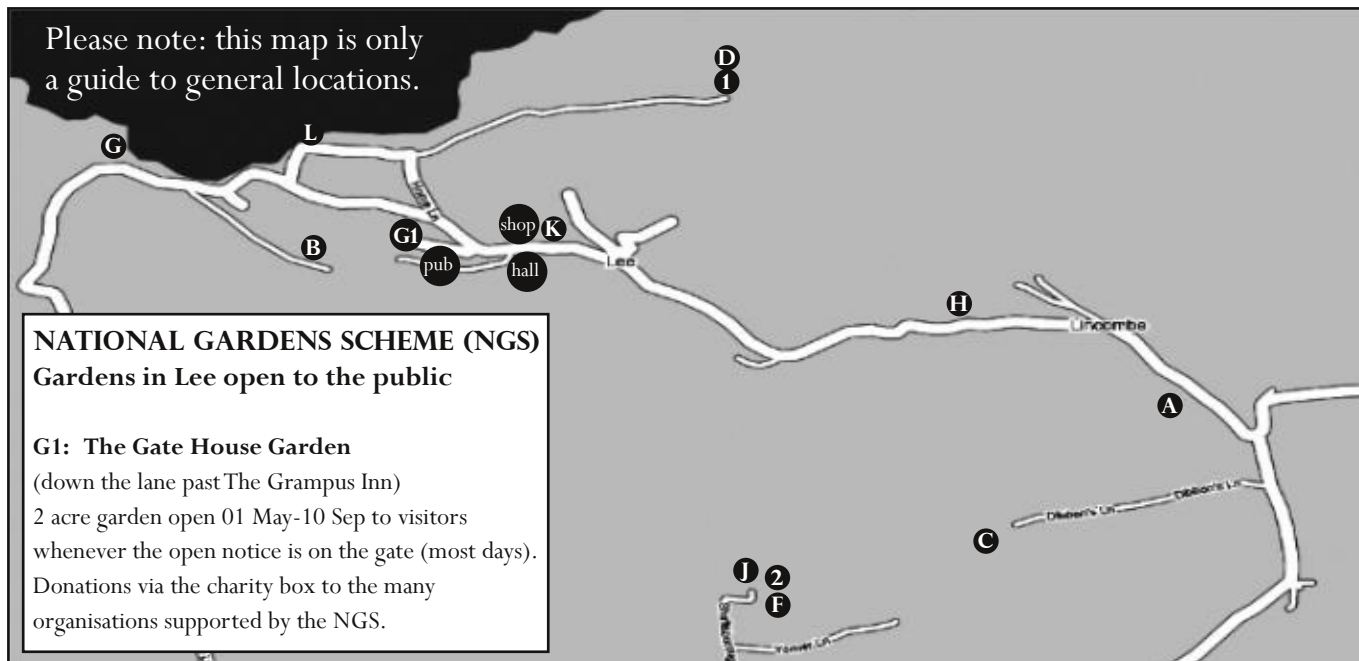 Please note: this map is only
a guide to general locations.
D
1
L
G
shop
K
G1
B
pub
hall
Lee
H
Lincombe
A
NATIONAL GARDENS SCHEME (NGS)
Gardens in Lee open to the public
G1: The Gate House Garden
(down the lane past The Grampus Inn)
2 acre garden open 01 May-10 Sep to visitors
whenever the open notice is on the gate (most days).
Donations via the charity box to the many
organisations supported by the NGS.
C
J
2
F